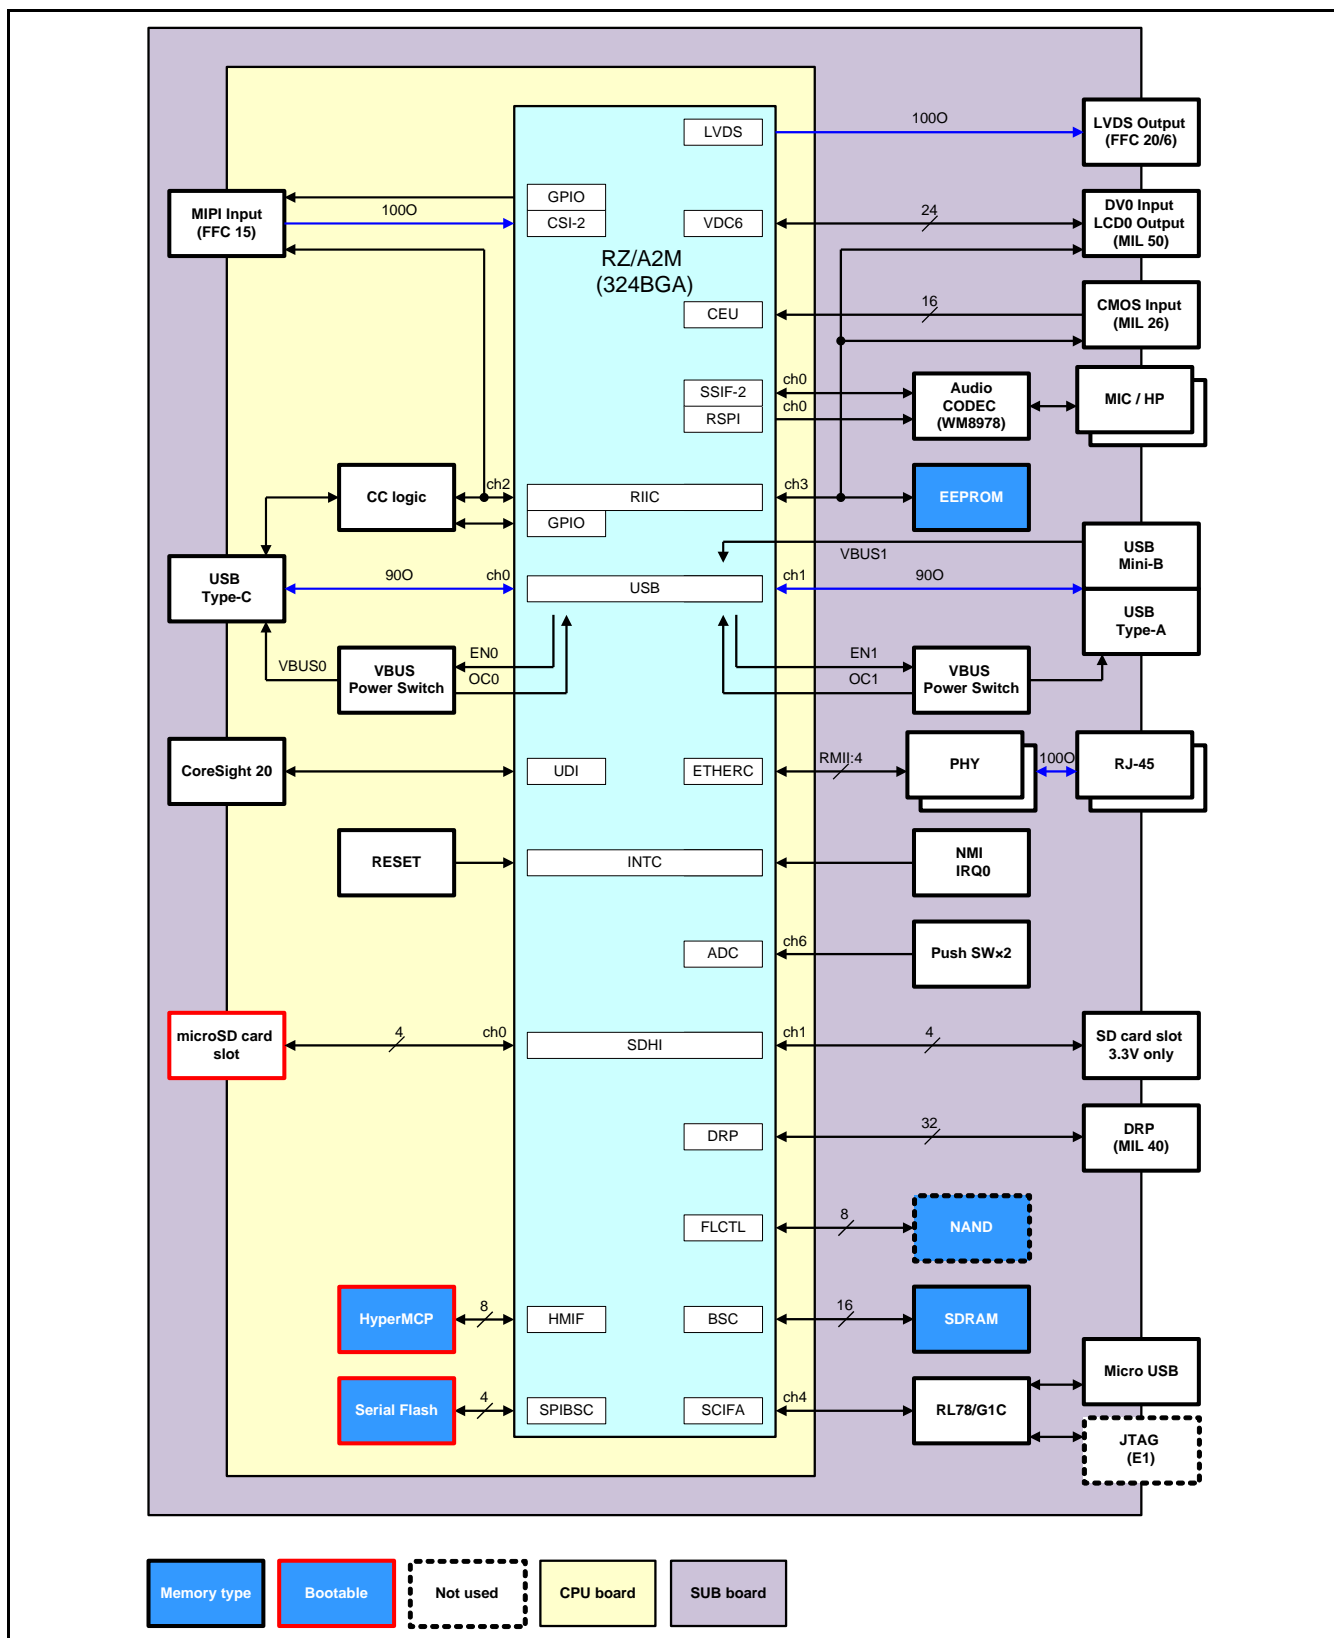 LVDS
100O
LVDS Output
(FFC 20/6)
MIPI Input
(FFC 15)
100O
GPIO
CSI-2
VDC6
24
DV0 Input
LCD0 Output
(MIL 50)
RZ/A2M
(324BGA)
CEU
16
CMOS Input
(MIL 26)
SSIF-2
RSPI
ch0
ch0
Audio
CODEC
(WM8978)
MIC / HP
CC logic
ch2
RIIC
GPIO
ch3
EEPROM
VBUS1
USB
Mini-B
USB
Type-C
90O
ch0
USB
ch1
90O
USB
Type-A
VBUS0
VBUS
Power Switch
EN0
OC0
EN1
OC1
VBUS
Power Switch
CoreSight 20
UDI
ETHERC
RMII:4
PHY
100O
RJ-45
RESET
INTC
NMI
IRQ0
ADC
ch6
Push SW×2
microSD card
slot
4
ch0
SDHI
ch1
4
SD card slot
3.3V only
DRP
32
DRP
(MIL 40)
FLCTL
8
NAND
HyperMCP
8
HMIF
BSC
16
SDRAM
Serial Flash
4
SPIBSC
SCIFA
ch4
RL78/G1C
Micro USB
JTAG
(E1)
Memory type
Bootable
Not used
CPU board
SUB board